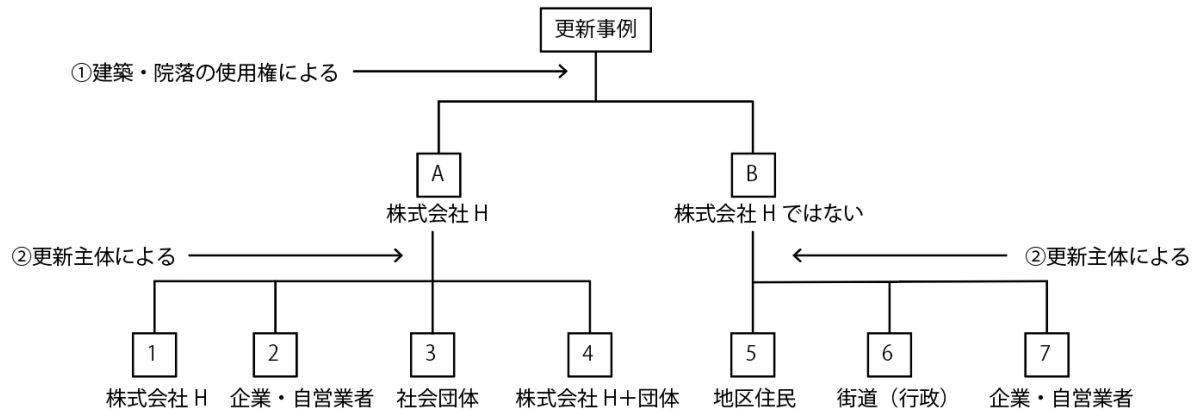 更新事例
①建築・院落の使用権による
A
B
株式会社 H
株式会社 H ではない
②更新主体による
②更新主体による
1
2
3
4
5
6
7
株式会社 H
企業・自営業者
社会団体
株式会社 H＋団体
地区住民
街道（行政）
企業・自営業者